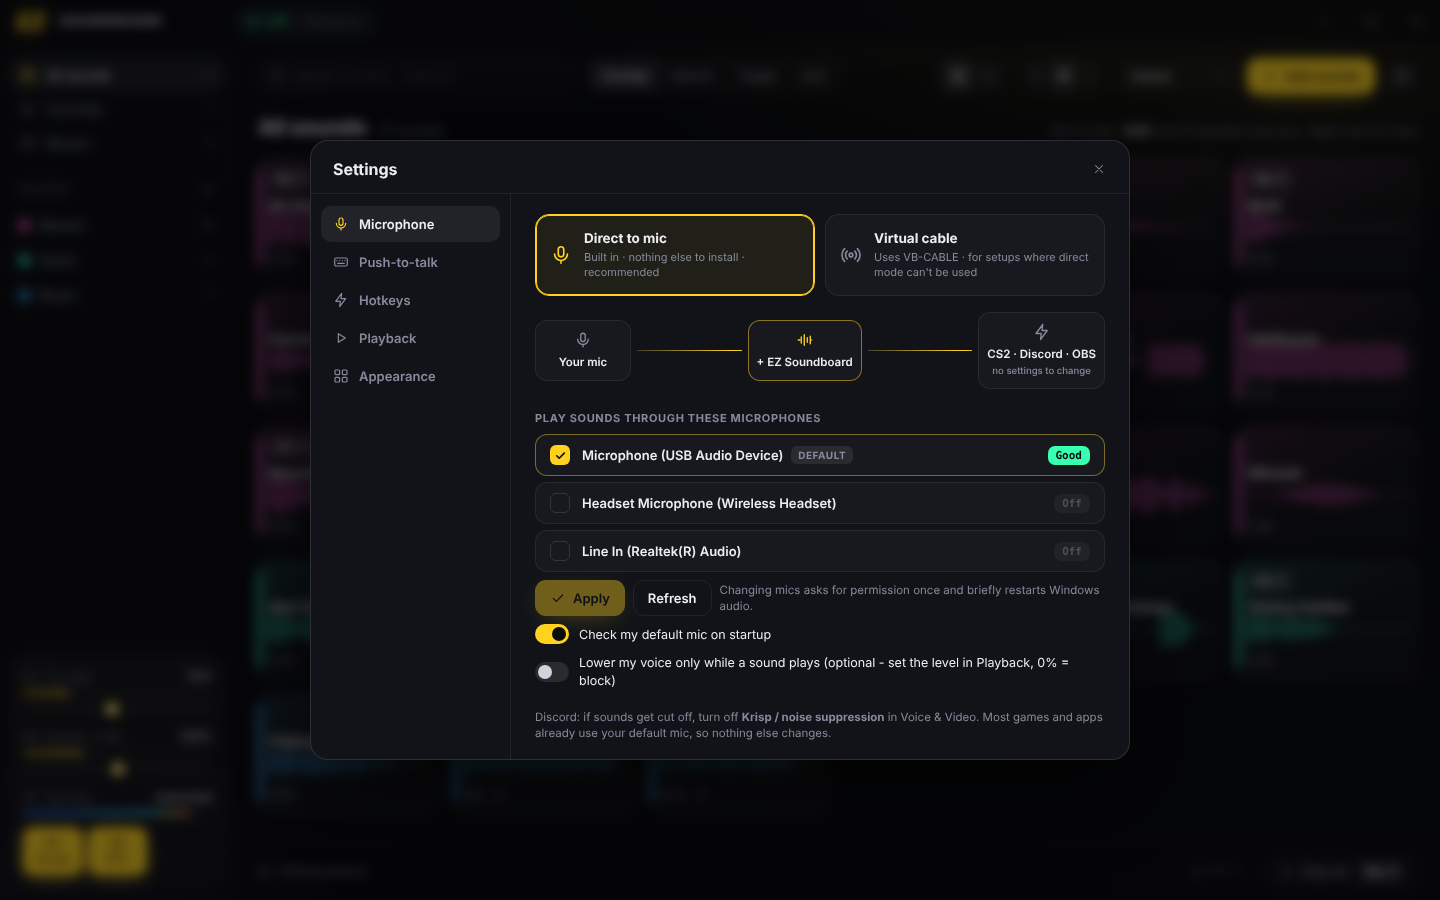 Settings
Microphone
Push-to-talk
Hotkeys
Playback
Appearance
Direct to mic
Built in · nothing else to install ·
recommended
Virtual cable
Uses VB-CABLE · for setups where direct
mode can't be used
Your mic
+ EZ Soundboard
CS2 · Discord · OBS
no settings to change
PLAY SOUNDS THROUGH THESE MICROPHONES
Microphone (USB Audio Device) DEFAULT Good
Headset Microphone (Wireless Headset) Off
Line In (Realtek(R) Audio) Off
Apply Refresh
Changing mics asks for permission once and briefly restarts Windows
audio.
Check my default mic on startup
Lower my voice only while a sound plays (optional - set the level in Playback, 0% =
block)
Discord: if sounds get cut off, turn off Krisp / noise suppression in Voice & Video. Most games and apps
already use your default mic, so nothing else changes.
All sounds